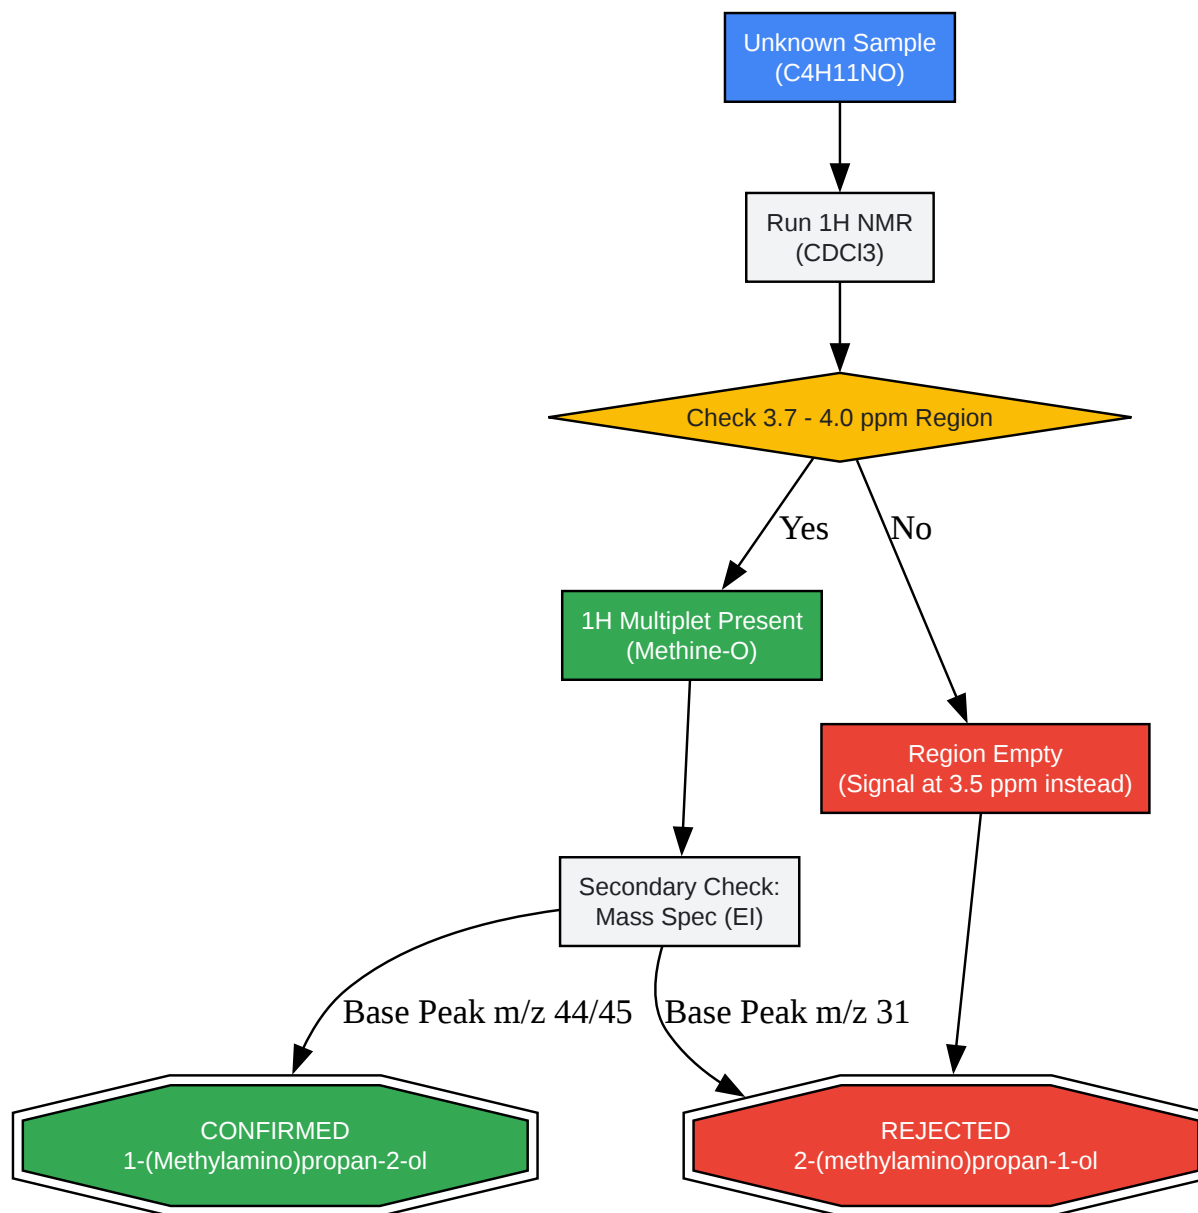 Unknown Sample
(C4H11NO)
Run 1H NMR
(CDCl3)
Check 3.7 - 4.0 ppm Region
Yes
No
1H Multiplet Present
(Methine-O)
Region Empty
(Signal at 3.5 ppm instead)
Secondary Check:
Mass Spec (EI)
Base Peak m/z 44/45
Base Peak m/z 31
CONFIRMED
1-(Methylamino)propan-2-ol
REJECTED
2-(methylamino)propan-1-ol